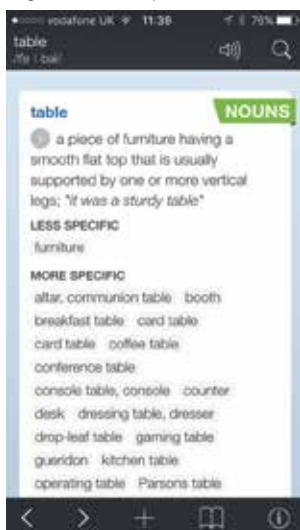 vodafone UK 11:39 76%
table
table NOUNS
a piece of furniture having a
smooth flat top that is usually
supported by one or more vertical
legs; "it was a sturdy table"
LESS SPECIFIC
furniture
MORE SPECIFIC
altar, communion table booth
breakfast table card table
card table coffee table
conference table
console table, console counter
desk dressing table, dresser
drop-leaf table gaming table
gueridon kitchen table
operating table Parsons table